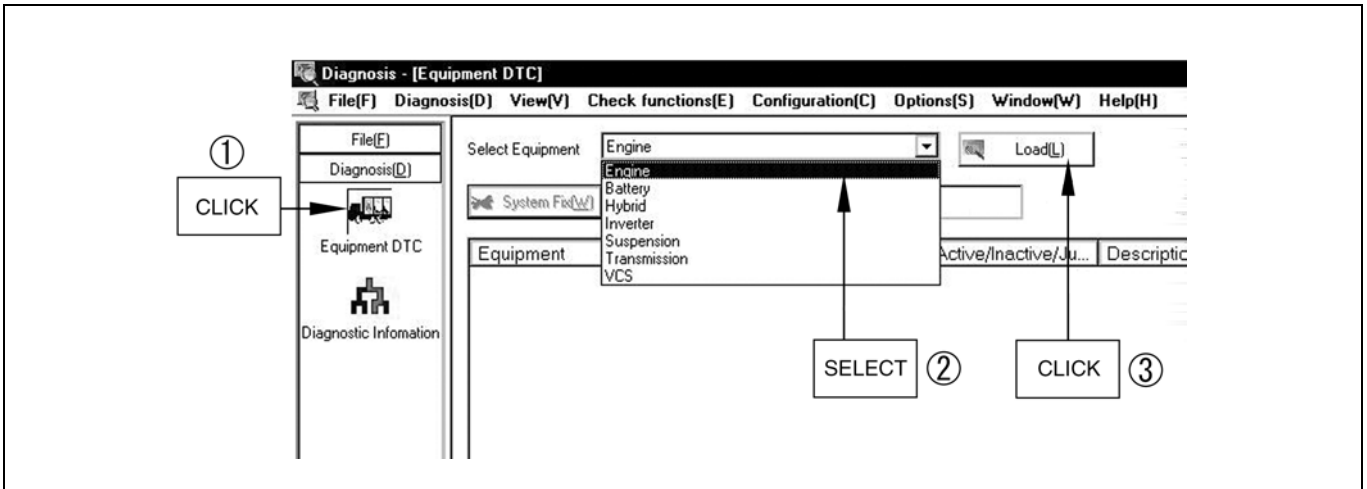 Diagnosis - [Equipment DTC]
File(F) Diagnosis(D) View(V) Check functions(E) Configuration(C) Options(S) Window(W) Help(H)
File(F)
Diagnosis(D)
Equipment DTC
Diagnostic Infomation
① CLICK
Select Equipment Engine Load(L)
Engine
Battery
Hybrid
Inverter
Suspension
Transmission
VCS
System Fix(W)
Equipment Active/Inactive/Ju... Descriptio
SELECT ②
CLICK ③